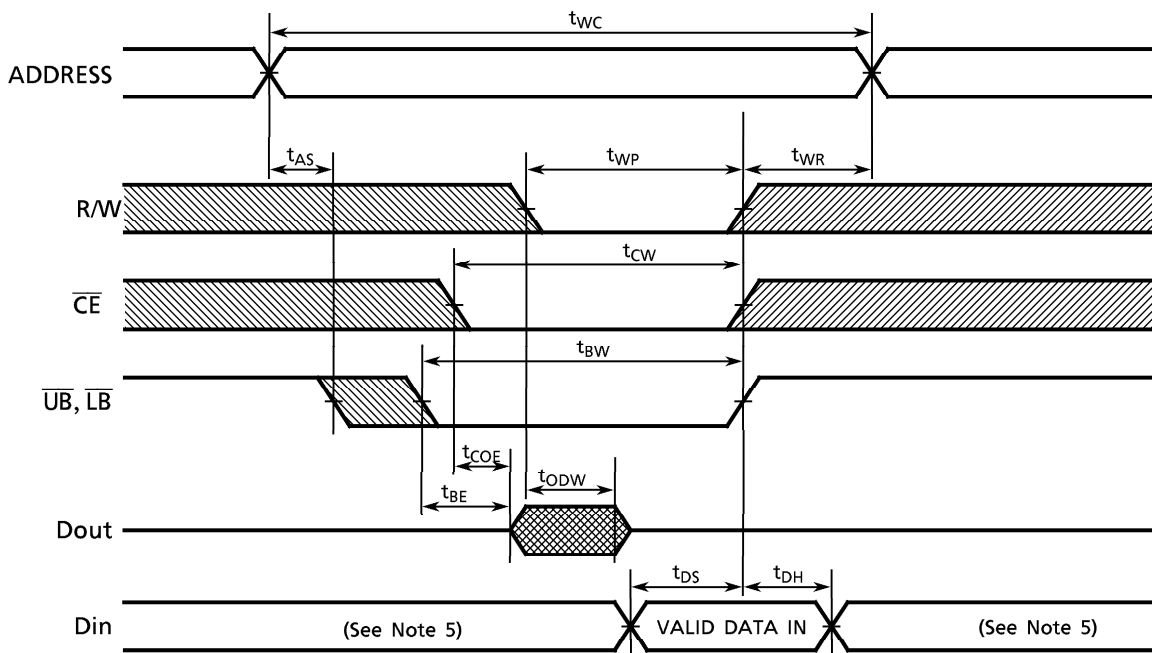 tWC
ADDRESS
tAS
tWP
tWR
R/W
tCW
CE
tBW
UB, LB
tCOE
tODW
tBE
Dout
tDS
tDH
Din
(See Note 5)
VALID DATA IN
(See Note 5)